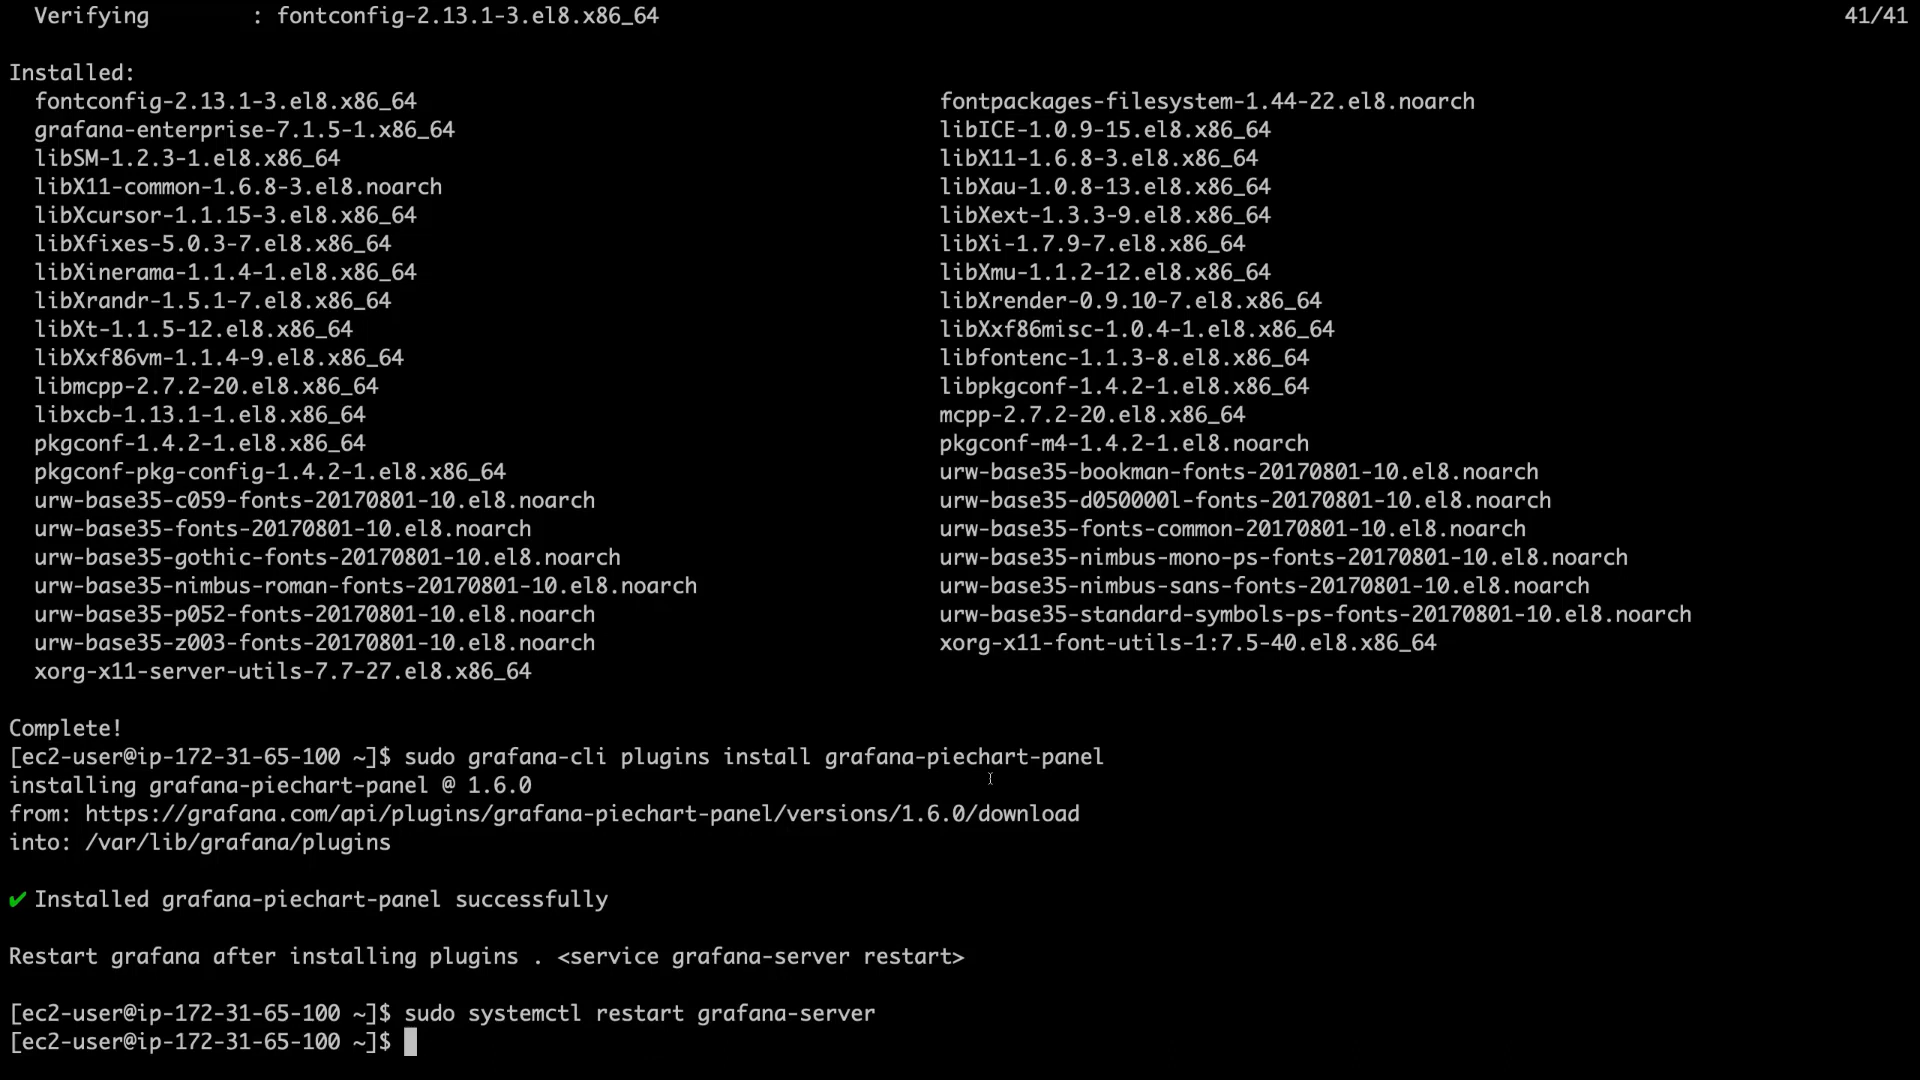 Verifying        : fontconfig-2.13.1-3.el8.x86_64    41/41
Installed:
fontconfig-2.13.1-3.el8.x86_64    fontpackages-filesystem-1.44-22.el8.noarch
grafana-enterprise-7.1.5-1.x86_64    libICE-1.0.9-15.el8.x86_64
libSM-1.2.3-1.el8.x86_64    libX11-1.6.8-3.el8.x86_64
libX11-common-1.6.8-3.el8.noarch    libXau-1.0.8-13.el8.x86_64
libXcursor-1.1.15-3.el8.x86_64    libXext-1.3.3-9.el8.x86_64
libXfixes-5.0.3-7.el8.x86_64    libXi-1.7.9-7.el8.x86_64
libXinerama-1.1.4-1.el8.x86_64    libXmu-1.1.2-12.el8.x86_64
libXrandr-1.5.1-7.el8.x86_64    libXrender-0.9.10-7.el8.x86_64
libXt-1.1.5-12.el8.x86_64    libXxf86misc-1.0.4-1.el8.x86_64
libXxf86vm-1.1.4-9.el8.x86_64    libfontenc-1.1.3-8.el8.x86_64
libmcpp-2.7.2-20.el8.x86_64    libpkgconf-1.4.2-1.el8.x86_64
libxcb-1.13.1-1.el8.x86_64    mcpp-2.7.2-20.el8.x86_64
pkgconf-1.4.2-1.el8.x86_64    pkgconf-m4-1.4.2-1.el8.noarch
pkgconf-pkg-config-1.4.2-1.el8.x86_64    urw-base35-bookman-fonts-20170801-10.el8.noarch
urw-base35-c059-fonts-20170801-10.el8.noarch    urw-base35-d050000l-fonts-20170801-10.el8.noarch
urw-base35-fonts-20170801-10.el8.noarch    urw-base35-fonts-common-20170801-10.el8.noarch
urw-base35-gothic-fonts-20170801-10.el8.noarch    urw-base35-nimbus-mono-ps-fonts-20170801-10.el8.noarch
urw-base35-nimbus-roman-fonts-20170801-10.el8.noarch    urw-base35-nimbus-sans-fonts-20170801-10.el8.noarch
urw-base35-p052-fonts-20170801-10.el8.noarch    urw-base35-standard-symbols-ps-fonts-20170801-10.el8.noarch
urw-base35-z003-fonts-20170801-10.el8.noarch    xorg-x11-font-utils-1:7.5-40.el8.x86_64
xorg-x11-server-utils-7.7-27.el8.x86_64
Complete!
[ec2-user@ip-172-31-65-100 ~]$ sudo grafana-cli plugins install grafana-piechart-panel
installing grafana-piechart-panel @ 1.6.0
from: https://grafana.com/api/plugins/grafana-piechart-panel/versions/1.6.0/download
into: /var/lib/grafana/plugins
✔ Installed grafana-piechart-panel successfully
Restart grafana after installing plugins . <service grafana-server restart>
[ec2-user@ip-172-31-65-100 ~]$ sudo systemctl restart grafana-server
[ec2-user@ip-172-31-65-100 ~]$